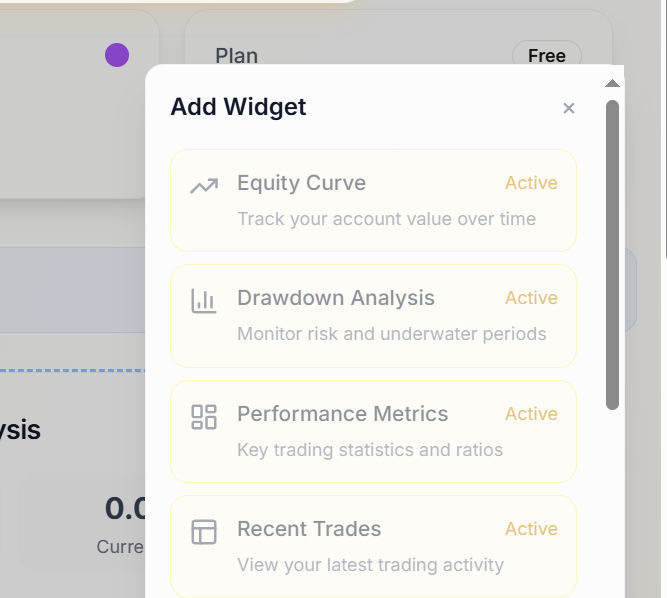 Plan
Free
Add Widget
×
Equity Curve
Active
Track your account value over time
Drawdown Analysis
Active
Monitor risk and underwater periods
Performance Metrics
Active
Key trading statistics and ratios
Recent Trades
Active
View your latest trading activity
ysis
0.0
Curre